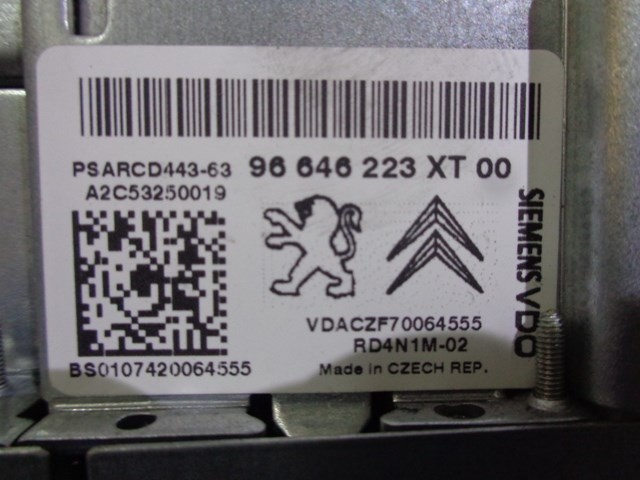 PSARCD443-63 96 646 223 XT 00
A2C53250019
SIEMENS VDO
VDACZF70064555
RD4N1M-02
BS0107420064555
Made in CZECH REP.